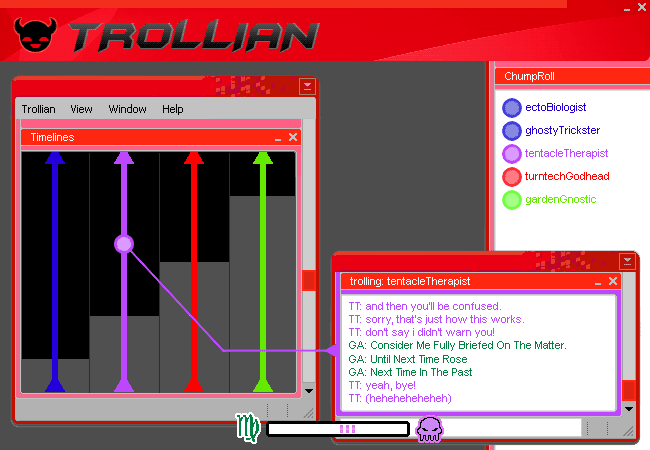 TROLLIAN
ChumpRoll
ectoBiologist
ghostyTrickster
tentacleTherapist
turntechGodhead
gardenGnostic
Trollian View Window Help
Timelines
trolling: tentacleTherapist
TT: and then you'll be confused.
TT: sorry, that's just how this works.
TT: don't say i didn't warn you!
GA: Consider Me Fully Briefed On The Matter.
GA: Until Next Time Rose
GA: Next Time In The Past
TT: yeah, bye!
TT: (heheheheheheh)